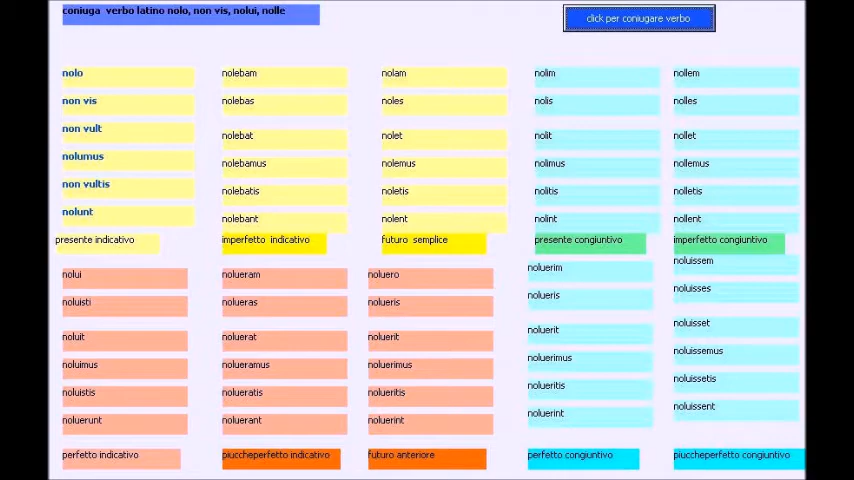 coniuga verbo latino nolo, non vis, nolui, nolle
click per coniugare verbo
nolo nolebam nolam nolim nollem
non vis nolebas noles nolis nolles
non vult nolebat nolet nolit nollet
nolumus nolebamus nolemus nolimus nollemus
non vultis nolebatis noletis nolitis nolletis
nolunt nolebant nolent nolint nollent
presente indicativo imperfetto indicativo futuro semplice presente congiuntivo imperfetto congiuntivo
nolui nolueram noluero noluerim noluissem
noluisti nolueras nolueris nolueris noluisses
noluit noluerat noluerit noluerit noluisset
noluimus nolueramus noluerimus noluerimus noluissemus
noluistis nolueratis nolueritis nolueritis noluissetis
noluerunt noluerant noluerint noluerint noluissent
perfetto indicativo piuccheperfetto indicativo futuro anteriore perfetto congiuntivo piuccheperfetto congiuntivo